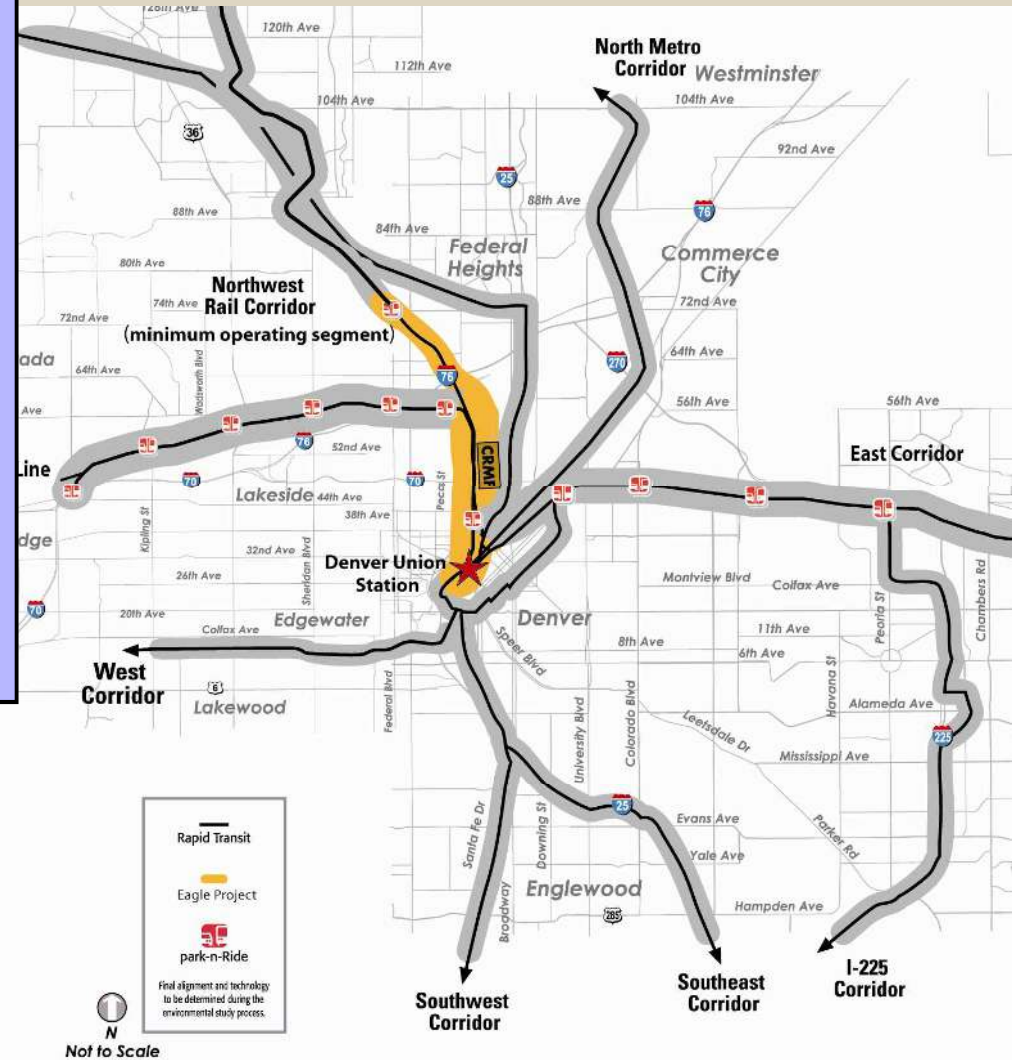 128th Ave
120th Ave
112th Ave
104th Ave
North Metro
Corridor
Westminster
104th Ave
36
92nd Ave
25
88th Ave
88th Ave
76
84th Ave
Federal
Heights
Commerce
City
80th Ave
Northwest
Rail Corridor
(minimum operating segment)
74th Ave
72nd Ave
72nd Ave
ada
64th Ave
Wadsworth Blvd
76
270
64th Ave
Ave
56th Ave
56th Ave
76
52nd Ave
CRMF
East Corridor
Line
70
70
Pecos St
Lakeside
44th Ave
38th Ave
Kipling St
dge
32nd Ave
Sheridan Blvd
Denver Union
Station
26th Ave
Montview Blvd
Colfax Ave
Peoria St
Chambers Rd
70
20th Ave
Edgewater
Colfax Ave
Denver
11th Ave
8th Ave
6th Ave
Speer Blvd
West
Corridor
6
Lakewood
Federal Blvd
University Blvd
Colorado Blvd
Havana St
Alameda Ave
Leetsdale Dr
225
Mississippi Ave
Rapid Transit
Eagle Project
park-n-Ride
Final alignment and technology
to be determined during the
environmental study process.
Santa Fe Dr
Downing St
25
Evans Ave
Parker Rd
Yale Ave
Englewood
Broadway
285
Hampden Ave
N
Not to Scale
Southwest
Corridor
Southeast
Corridor
I-225
Corridor